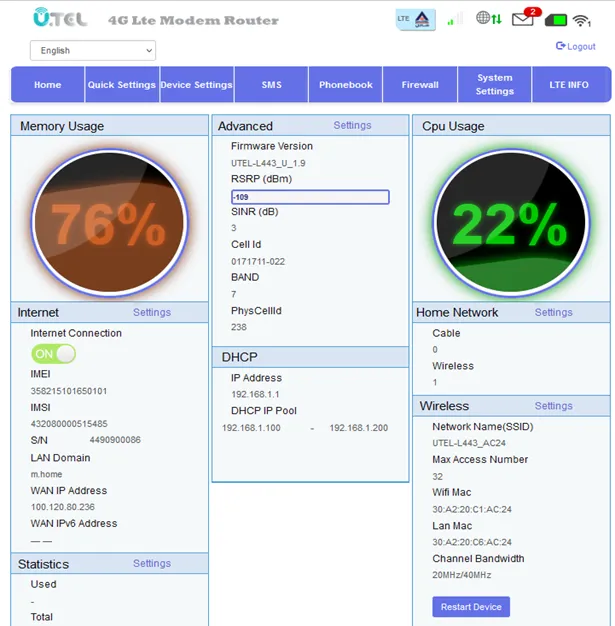 U.TEL 4G Lte Modem Router
LTE
2
1
English
Logout
Home Quick Settings Device Settings SMS Phonebook Firewall System Settings LTE INFO
Memory Usage
76%
Internet Settings
Internet Connection
ON
IMEI
358215101650101
IMSI
432080000515485
S/N 4490900086
LAN Domain
m.home
WAN IP Address
100.120.80.236
WAN IPv6 Address
— —
Statistics Settings
Used
-
Total
Advanced Settings
Firmware Version
UTEL-L443_U_1.9
RSRP (dBm)
-109
SINR (dB)
3
Cell Id
0171711-022
BAND
7
PhysCellId
238
DHCP
IP Address
192.168.1.1
DHCP IP Pool
192.168.1.100 - 192.168.1.200
Cpu Usage
22%
Home Network Settings
Cable
0
Wireless
1
Wireless Settings
Network Name(SSID)
UTEL-L443_AC24
Max Access Number
32
Wifi Mac
30:A2:20:C1:AC:24
Lan Mac
30:A2:20:C6:AC:24
Channel Bandwidth
20MHz/40MHz
Restart Device